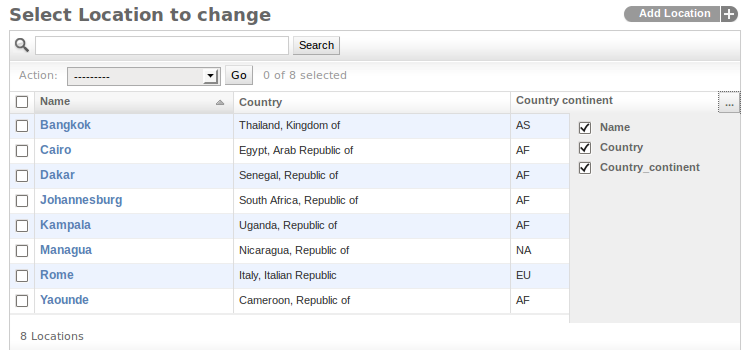 Select Location to change
Add Location +
Search
Action: --------- Go 0 of 8 selected
Name Country Country continent ...
Bangkok Thailand, Kingdom of AS
Cairo Egypt, Arab Republic of AF
Dakar Senegal, Republic of AF
Johannesburg South Africa, Republic of AF
Kampala Uganda, Republic of AF
Managua Nicaragua, Republic of NA
Rome Italy, Italian Republic EU
Yaounde Cameroon, Republic of AF
Name
Country
Country_continent
8 Locations